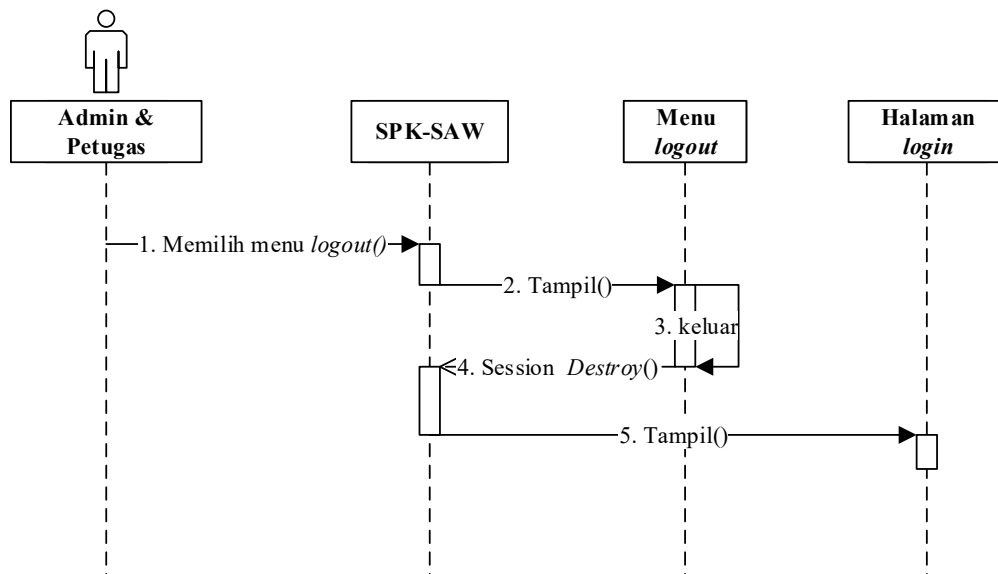 Admin &
Petugas
SPK-SAW
Menu
logout
Halaman
login
1. Memilih menu logout()
2. Tampil()
3. keluar
4. Session Destroy()
5. Tampil()